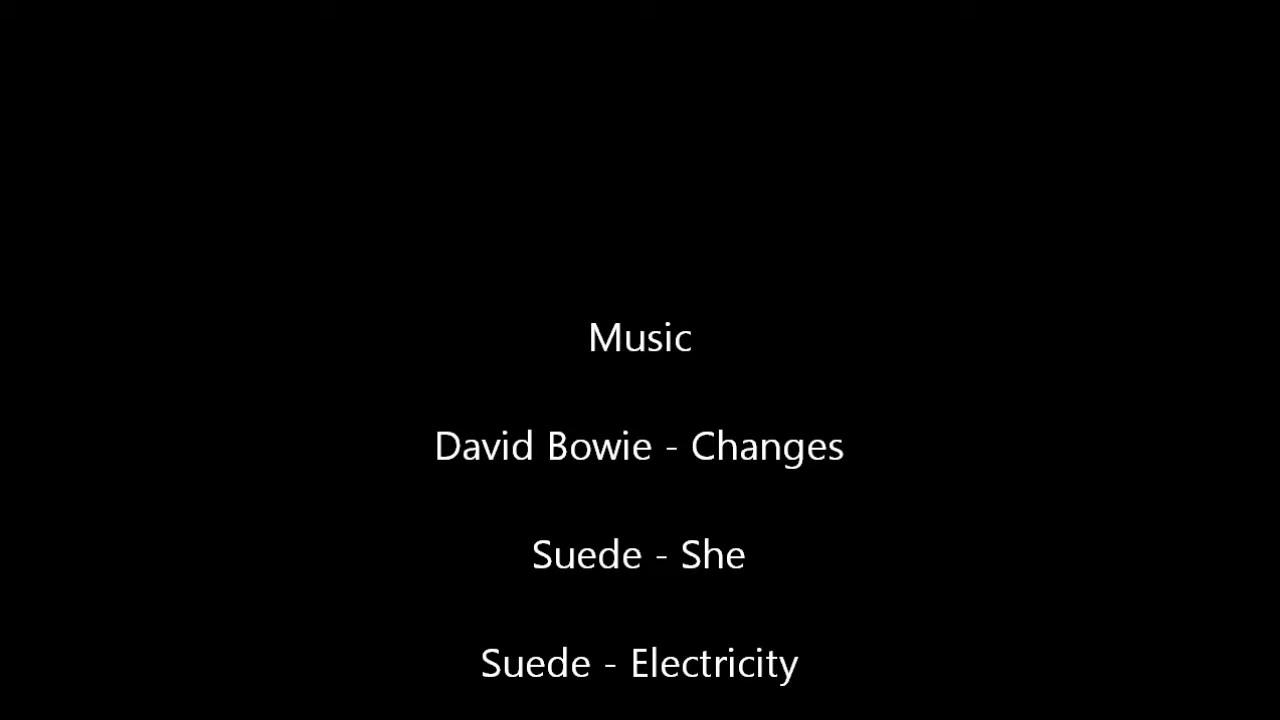 Music
David Bowie - Changes
Suede - She
Suede - Electricity